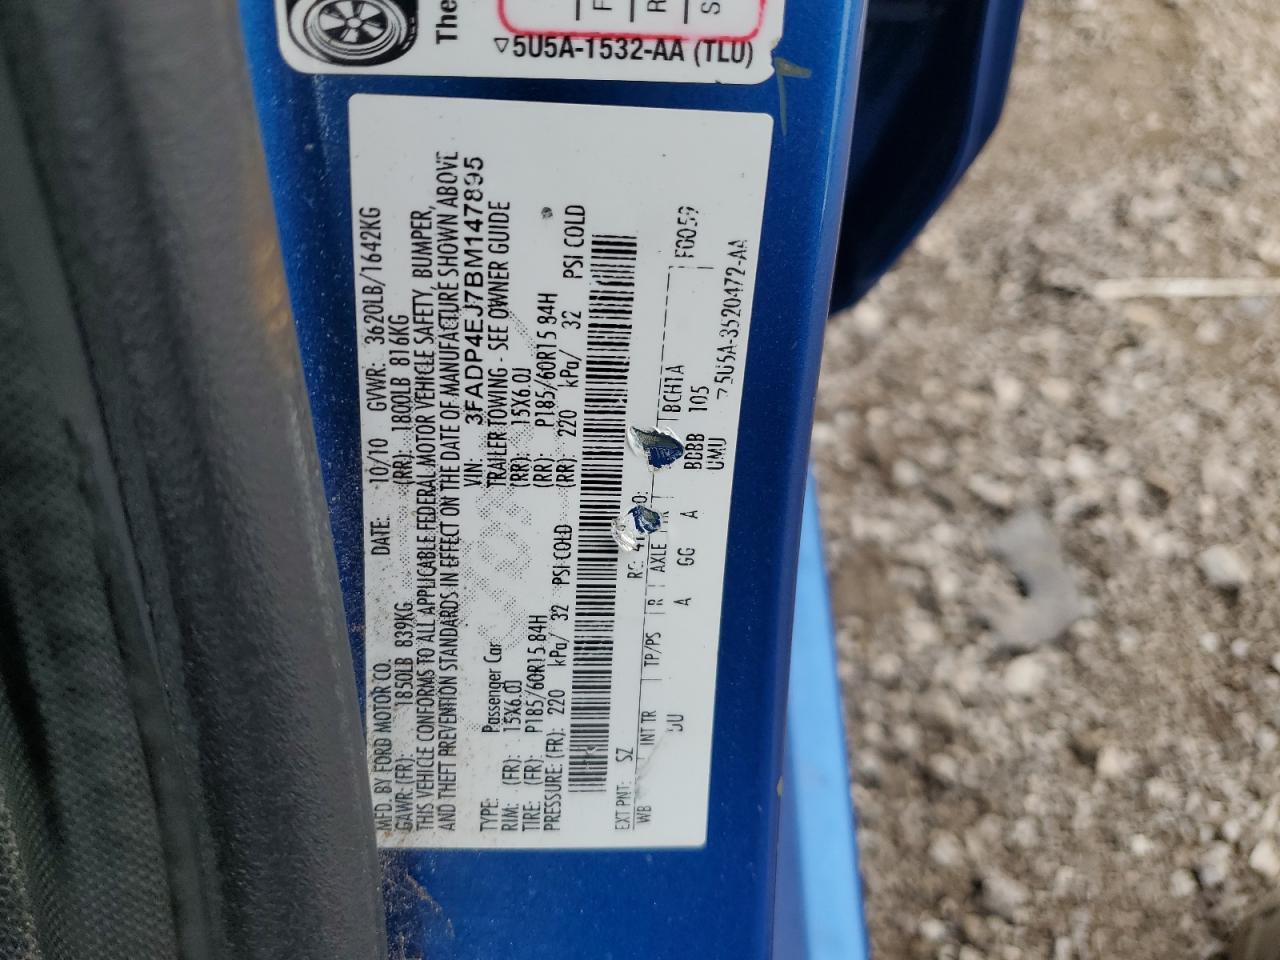 The
F
R
S
▽5U5A-1532-AA (TLU)
MFD. BY FORD MOTOR CO. DATE: 10/10 GVWR: 3620LB/1642KG
GAWR: (FR): 1850LB 839KG (RR): 1800LB 816KG
THIS VEHICLE CONFORMS TO ALL APPLICABLE FEDERAL MOTOR VEHICLE SAFETY, BUMPER,
AND THEFT PREVENTION STANDARDS IN EFFECT ON THE DATE OF MANUFACTURE SHOWN ABOVE
VIN: 3FADP4EJ7BM147895
TYPE: Passenger Car TRAILER TOWING - SEE OWNER GUIDE
RIM: (FR): 15X6.0J (RR): 15X6.0J
TIRE: (FR): P185/60R15 84H (RR): P185/60R15 84H
PRESSURE: (FR): 220 kPa/ 32 PSI COLD (RR): 220 kPa/ 32 PSI COLD
EXT PNT: SZ
F0059
WB INT TR TP/PS R AXLE BCH1A
A GG A BDBB 105
UMU
▽5U5A-3520472-AA